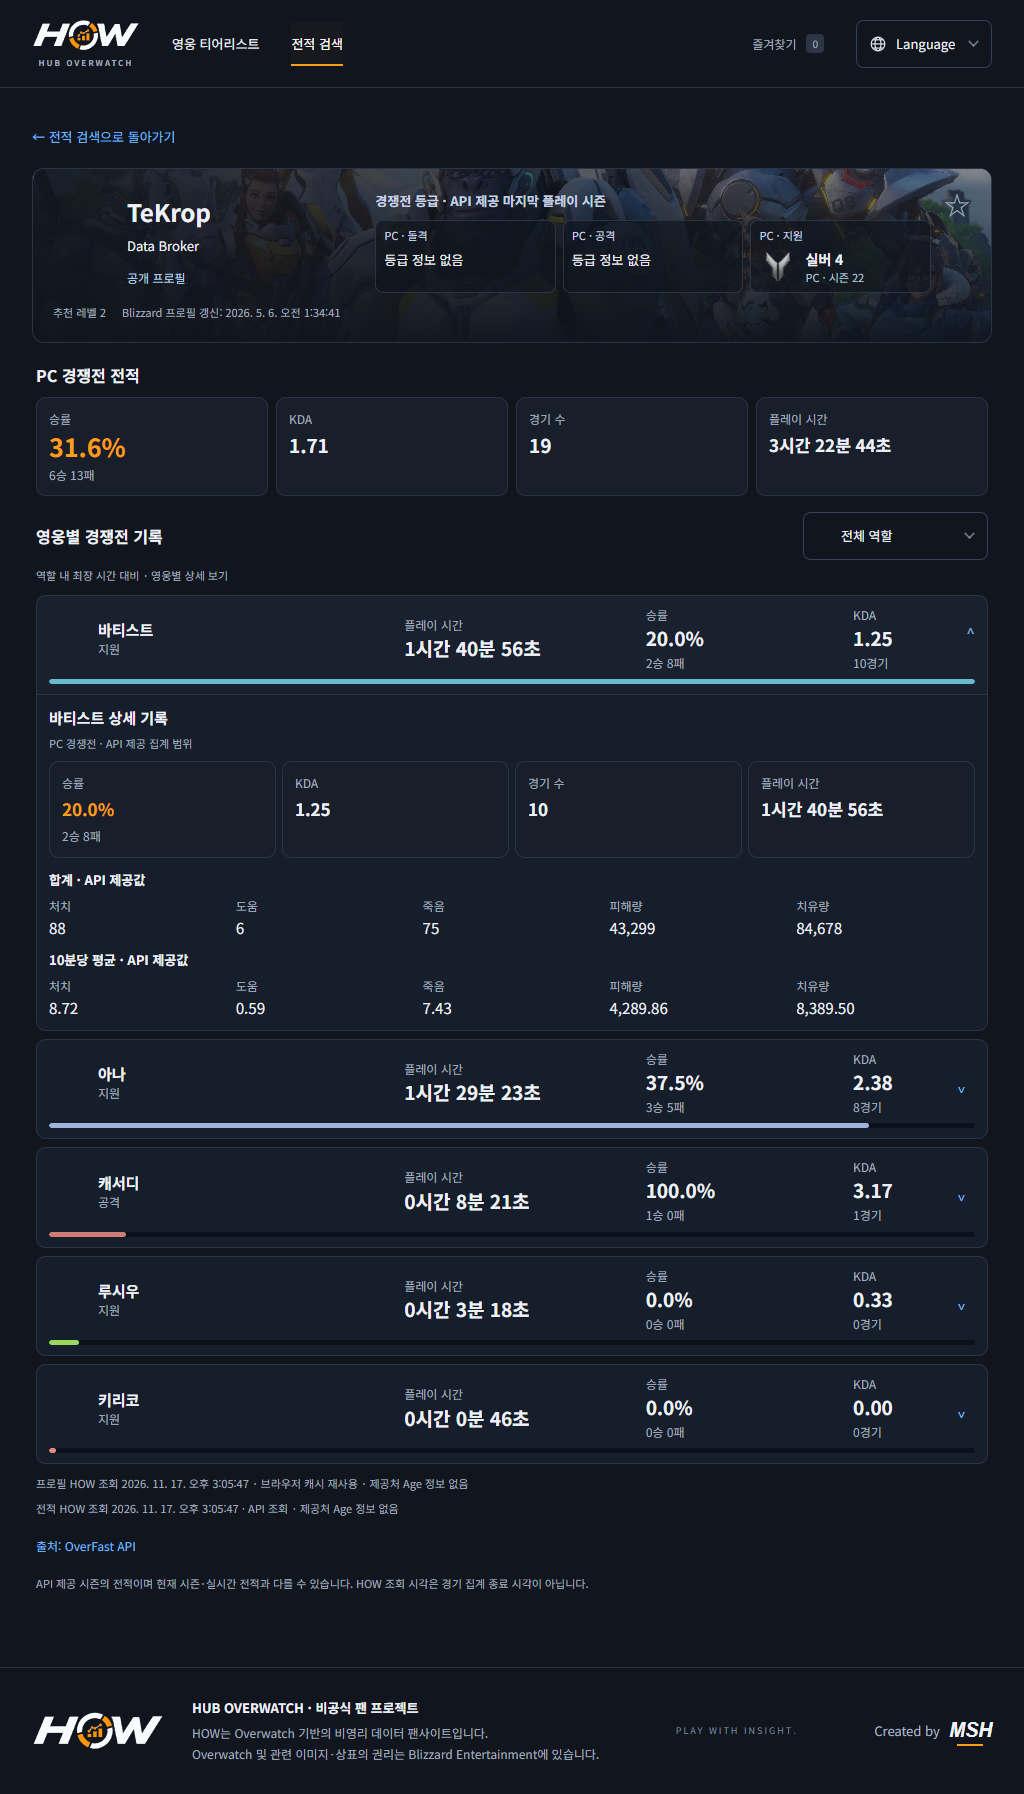 HOW
HUB OVERWATCH
영웅 티어리스트
전적 검색
즐겨찾기 0
Language
← 전적 검색으로 돌아가기
TeKrop
Data Broker
공개 프로필
추천 레벨 2
Blizzard 프로필 갱신: 2026. 5. 6. 오전 1:34:41
경쟁전 등급 · API 제공 마지막 플레이 시즌
PC · 돌격
등급 정보 없음
PC · 공격
등급 정보 없음
PC · 지원
실버 4
PC · 시즌 22
PC 경쟁전 전적
승률
31.6%
6승 13패
KDA
1.71
경기 수
19
플레이 시간
3시간 22분 44초
영웅별 경쟁전 기록
전체 역할
역할 내 최장 시간 대비 · 영웅별 상세 보기
바티스트
지원
플레이 시간
1시간 40분 56초
승률
20.0%
2승 8패
KDA
1.25
10경기
^
바티스트 상세 기록
PC 경쟁전 · API 제공 집계 범위
승률
20.0%
2승 8패
KDA
1.25
경기 수
10
플레이 시간
1시간 40분 56초
합계 · API 제공값
처치 도움 죽음 피해량 치유량
88 6 75 43,299 84,678
10분당 평균 · API 제공값
처치 도움 죽음 피해량 치유량
8.72 0.59 7.43 4,289.86 8,389.50
아나
지원
플레이 시간
1시간 29분 23초
승률
37.5%
3승 5패
KDA
2.38
8경기
v
캐서디
공격
플레이 시간
0시간 8분 21초
승률
100.0%
1승 0패
KDA
3.17
1경기
v
루시우
지원
플레이 시간
0시간 3분 18초
승률
0.0%
0승 0패
KDA
0.33
0경기
v
키리코
지원
플레이 시간
0시간 0분 46초
승률
0.0%
0승 0패
KDA
0.00
0경기
v
프로필 HOW 조회 2026. 11. 17. 오후 3:05:47 · 브라우저 캐시 재사용 · 제공처 Age 정보 없음
전적 HOW 조회 2026. 11. 17. 오후 3:05:47 · API 조회 · 제공처 Age 정보 없음
출처: OverFast API
API 제공 시즌의 전적이며 현재 시즌·실시간 전적과 다를 수 있습니다. HOW 조회 시각은 경기 집계 종료 시각이 아닙니다.
HOW
HUB OVERWATCH · 비공식 팬 프로젝트
HOW는 Overwatch 기반의 비영리 데이터 팬사이트입니다.
Overwatch 및 관련 이미지·상표의 권리는 Blizzard Entertainment에 있습니다.
PLAY WITH INSIGHT.
Created by MSH